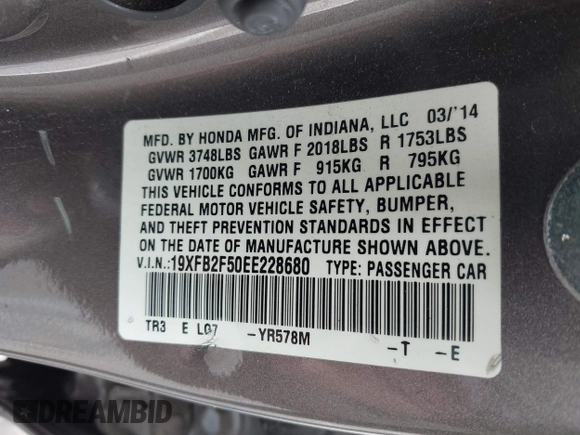 MFD. BY HONDA MFG. OF INDIANA, LLC 03/'14
GVWR 3748LBS GAWR F 2018LBS R 1753LBS
GVWR 1700KG GAWR F 915KG R 795KG
THIS VEHICLE CONFORMS TO ALL APPLICABLE
FEDERAL MOTOR VEHICLE SAFETY, BUMPER,
AND THEFT PREVENTION STANDARDS IN EFFECT
ON THE DATE OF MANUFACTURE SHOWN ABOVE.
V.I.N.:19XFB2F50EE228680 TYPE: PASSENGER CAR
TR3 E L07 -YR578M -T -E
DREAMBID